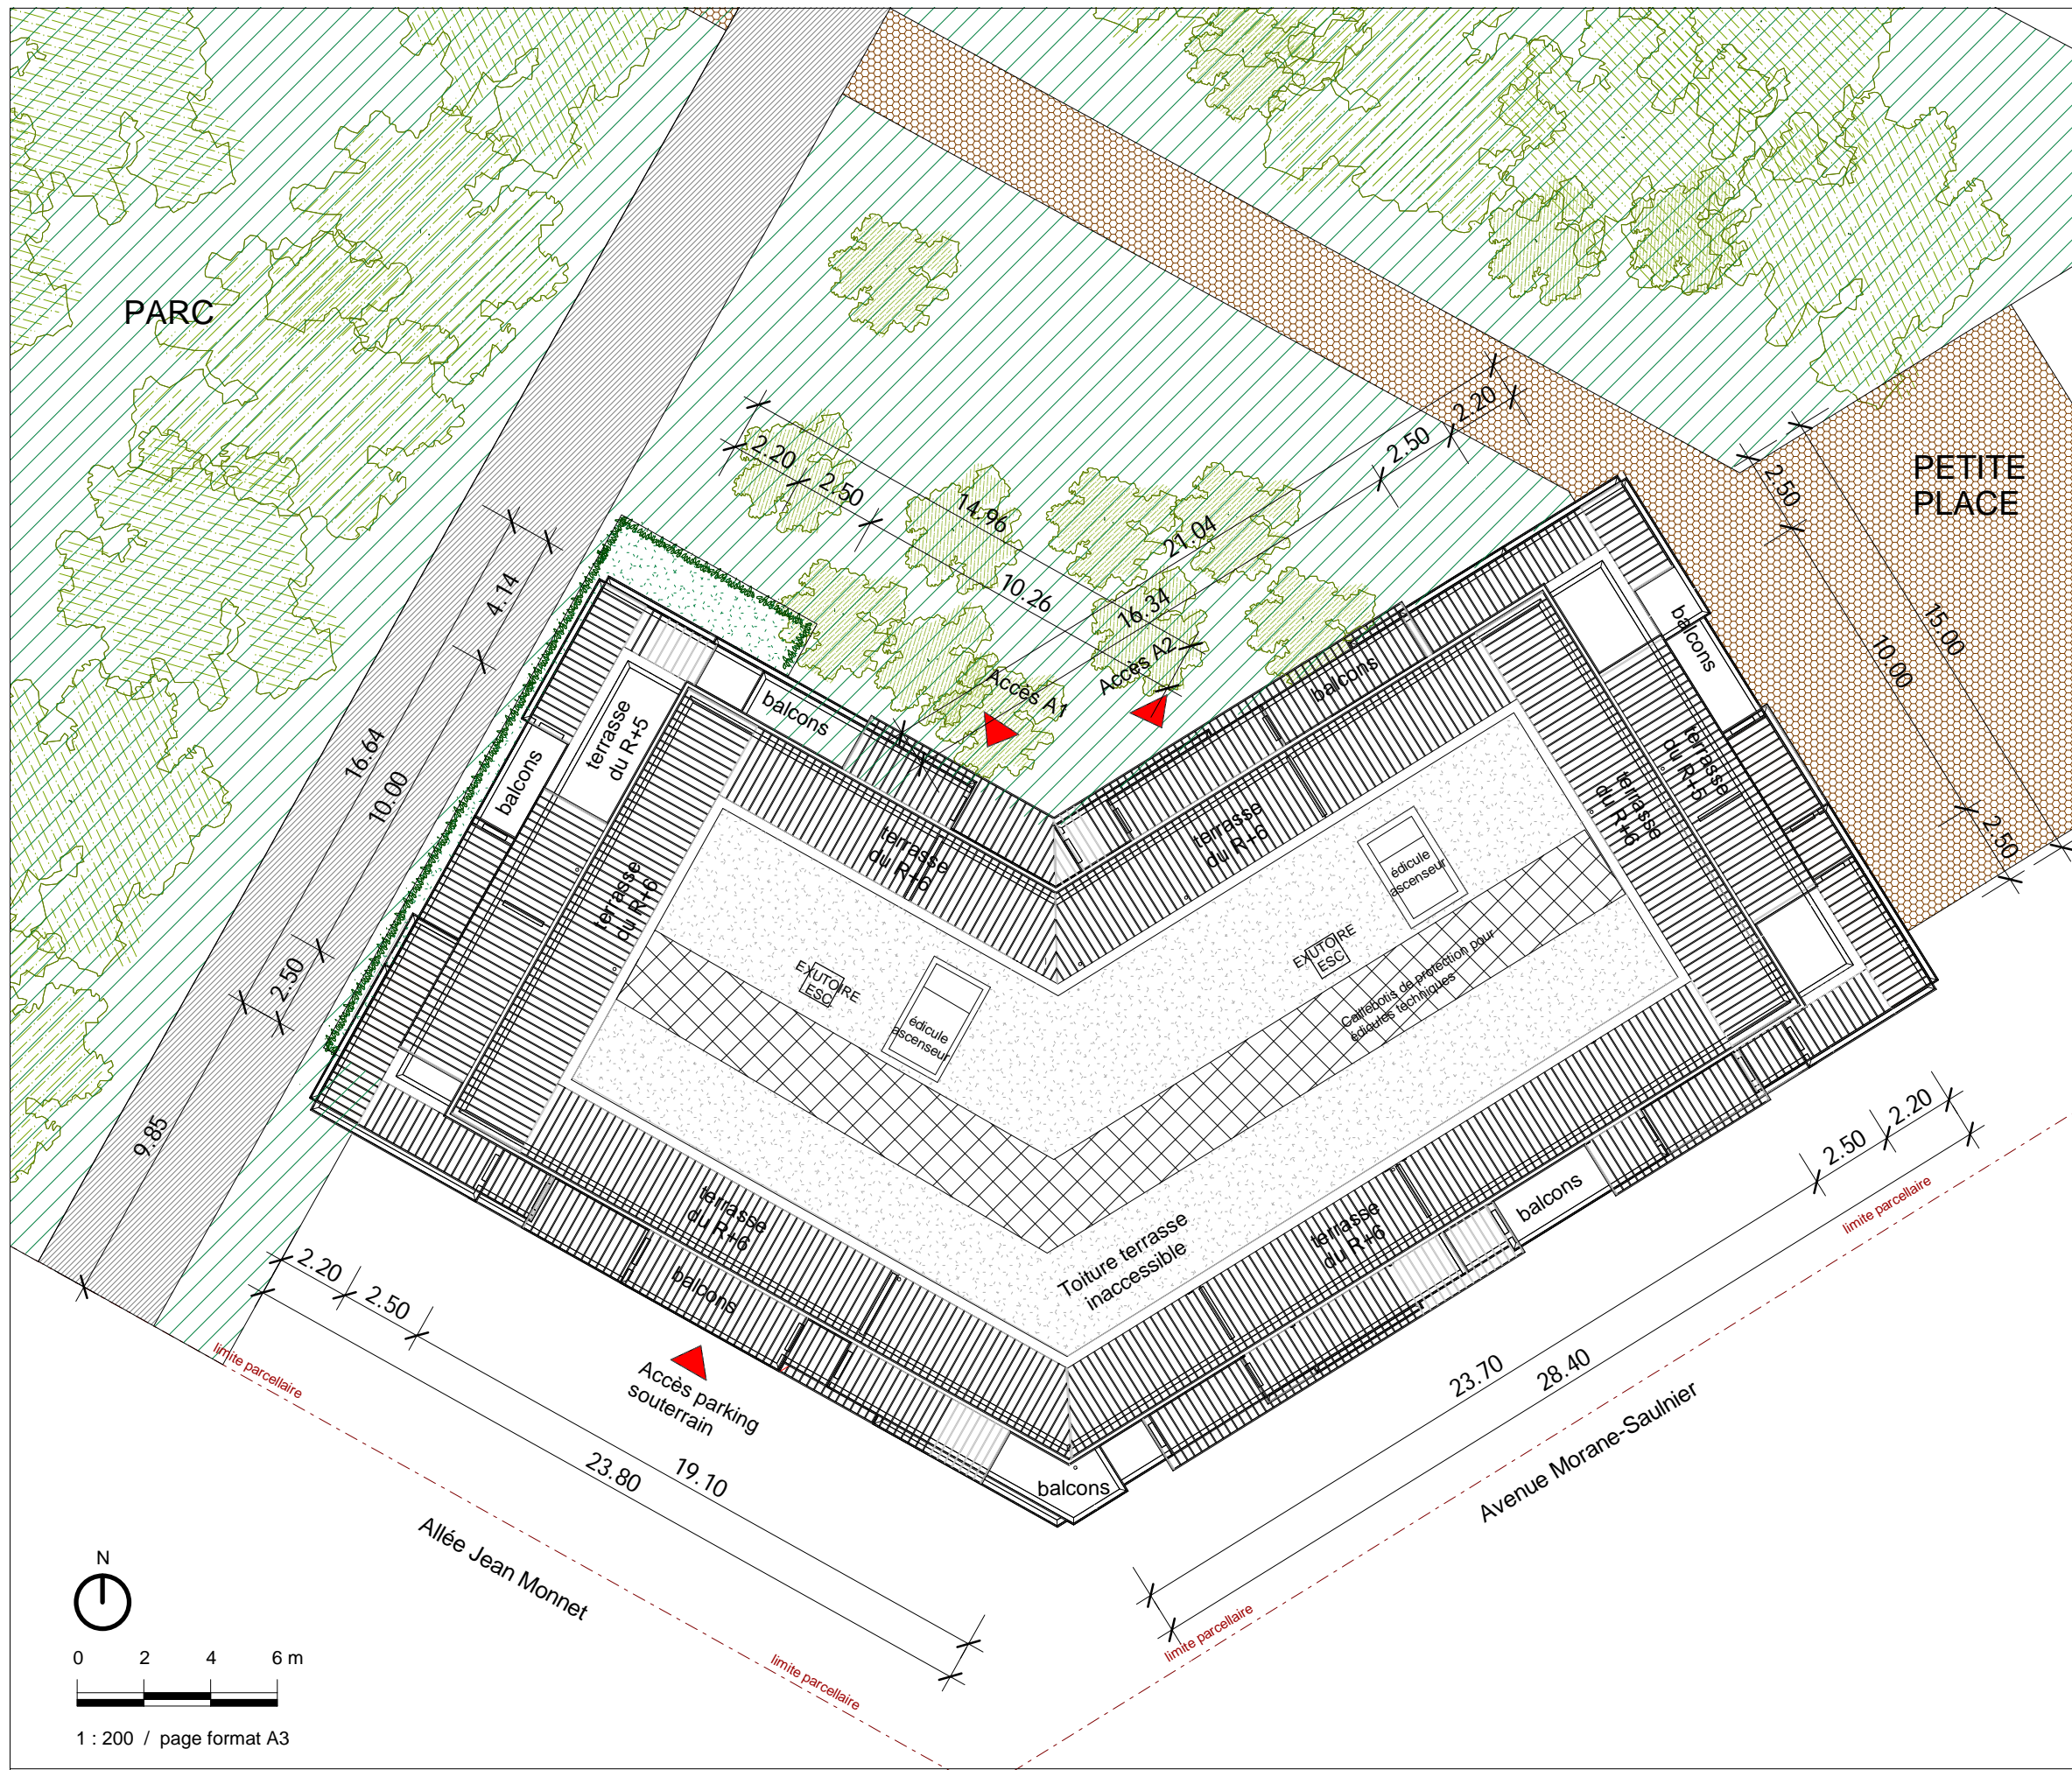 PARC
PETITE
PLACE
2.20
2.50
14.96
10.26
21.04
16.34
2.50
2.20
2.50
10.00
15.00
2.50
4.14
16.64
10.00
2.50
9.85
Accès A1
Accès A2
balcons
balcons
balcons
balcons
terrasse
du R+5
terrasse
du R+6
terrasse
du R+6
terrasse
du R+6
terrasse
du R+6
terrasse
du R+5
EXUTOIRE
ESC
édicule
ascenseur
EXUTOIRE
ESC
édicule
ascenseur
Caillebotis de protection pour
édicules techniques
terrasse
du R+6
balcons
Toiture terrasse
inaccessible
terrasse
du R+6
balcons
balcons
2.20
2.50
19.10
23.80
2.50
2.20
23.70
28.40
Accès parking
souterrain
limite parcellaire
limite parcellaire
limite parcellaire
limite parcellaire
Allée Jean Monnet
Avenue Morane-Saulnier
N
0 2 4 6 m
1 : 200 / page format A3